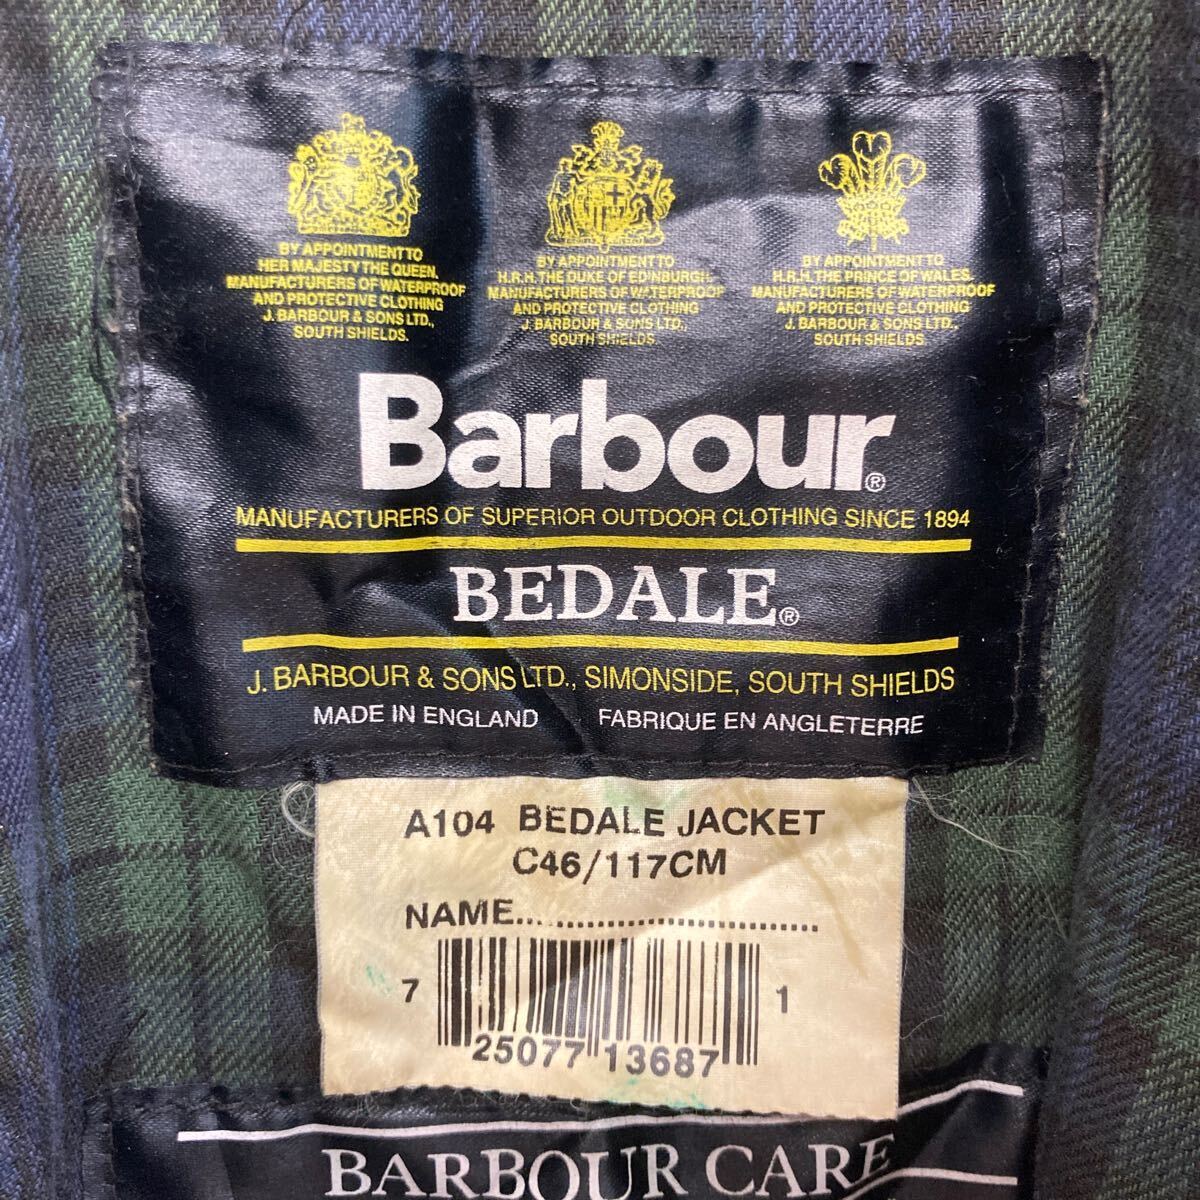 BY APPOINTMENT TO
HER MAJESTY THE QUEEN,
MANUFACTURERS OF WATERPROOF
AND PROTECTIVE CLOTHING
J. BARBOUR & SONS LTD.,
SOUTH SHIELDS.
BY APPOINTMENT TO
H.R.H. THE DUKE OF EDINBURGH
MANUFACTURERS OF WATERPROOF
AND PROTECTIVE CLOTHING
J. BARBOUR & SONS LTD.,
SOUTH SHIELDS.
BY APPOINTMENT TO
H.R.H. THE PRINCE OF WALES.
MANUFACTURERS OF WATERPROOF
AND PROTECTIVE CLOTHING
J. BARBOUR & SONS LTD.,
SOUTH SHIELDS.
Barbour®
MANUFACTURERS OF SUPERIOR OUTDOOR CLOTHING SINCE 1894
BEDALE®
J. BARBOUR & SONS LTD., SIMONSIDE, SOUTH SHIELDS
MADE IN ENGLAND FABRIQUE EN ANGLETERRE
A104 BEDALE JACKET
C46/117CM
NAME..............................
7 25077 13687 1
BARBOUR CARE